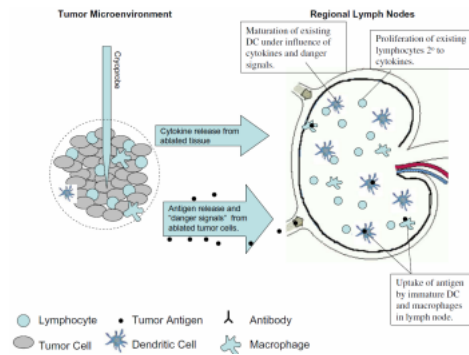 Tumor Microenvironment
Regional Lymph Nodes
Cryoprobe
Maturation of existing
DC under influence of
cytokines and danger
signals.
Proliferation of existing
lymphocytes 2° to
cytokines.
Cytokine release from
ablated tissue
Antigen release and
"danger signals" from
ablated tumor cells.
Uptake of antigen
by immature DC and
macrophages in
lymph node.
Lymphocyte
Tumor Antigen
Antibody
Tumor Cell
Dendritic Cell
Macrophage